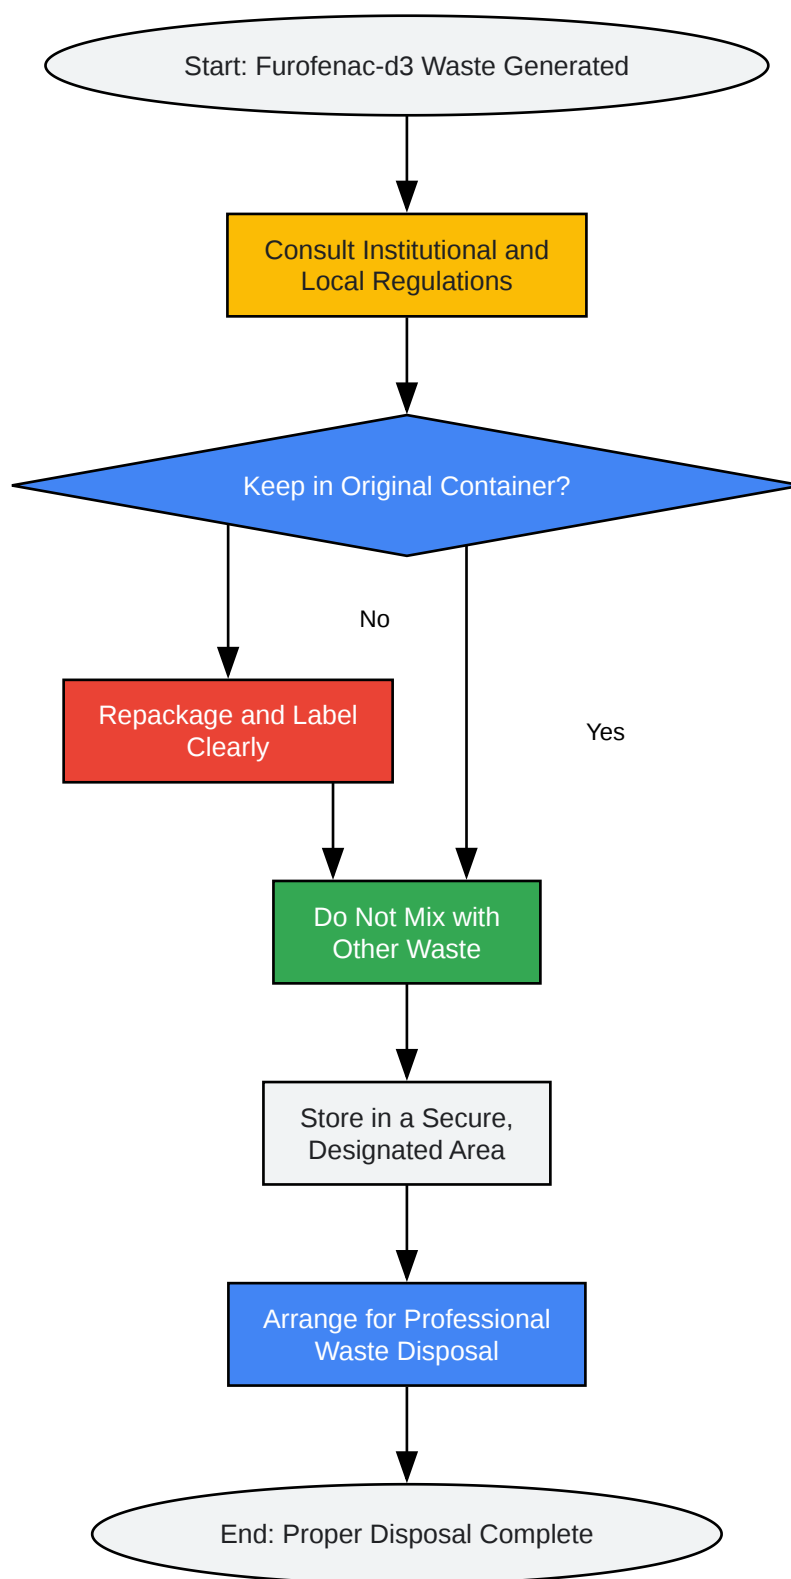 Start: Furofenac-d3 Waste Generated
Consult Institutional and
Local Regulations
Keep in Original Container?
No
Repackage and Label
Clearly
Yes
Do Not Mix with
Other Waste
Store in a Secure,
Designated Area
Arrange for Professional
Waste Disposal
End: Proper Disposal Complete